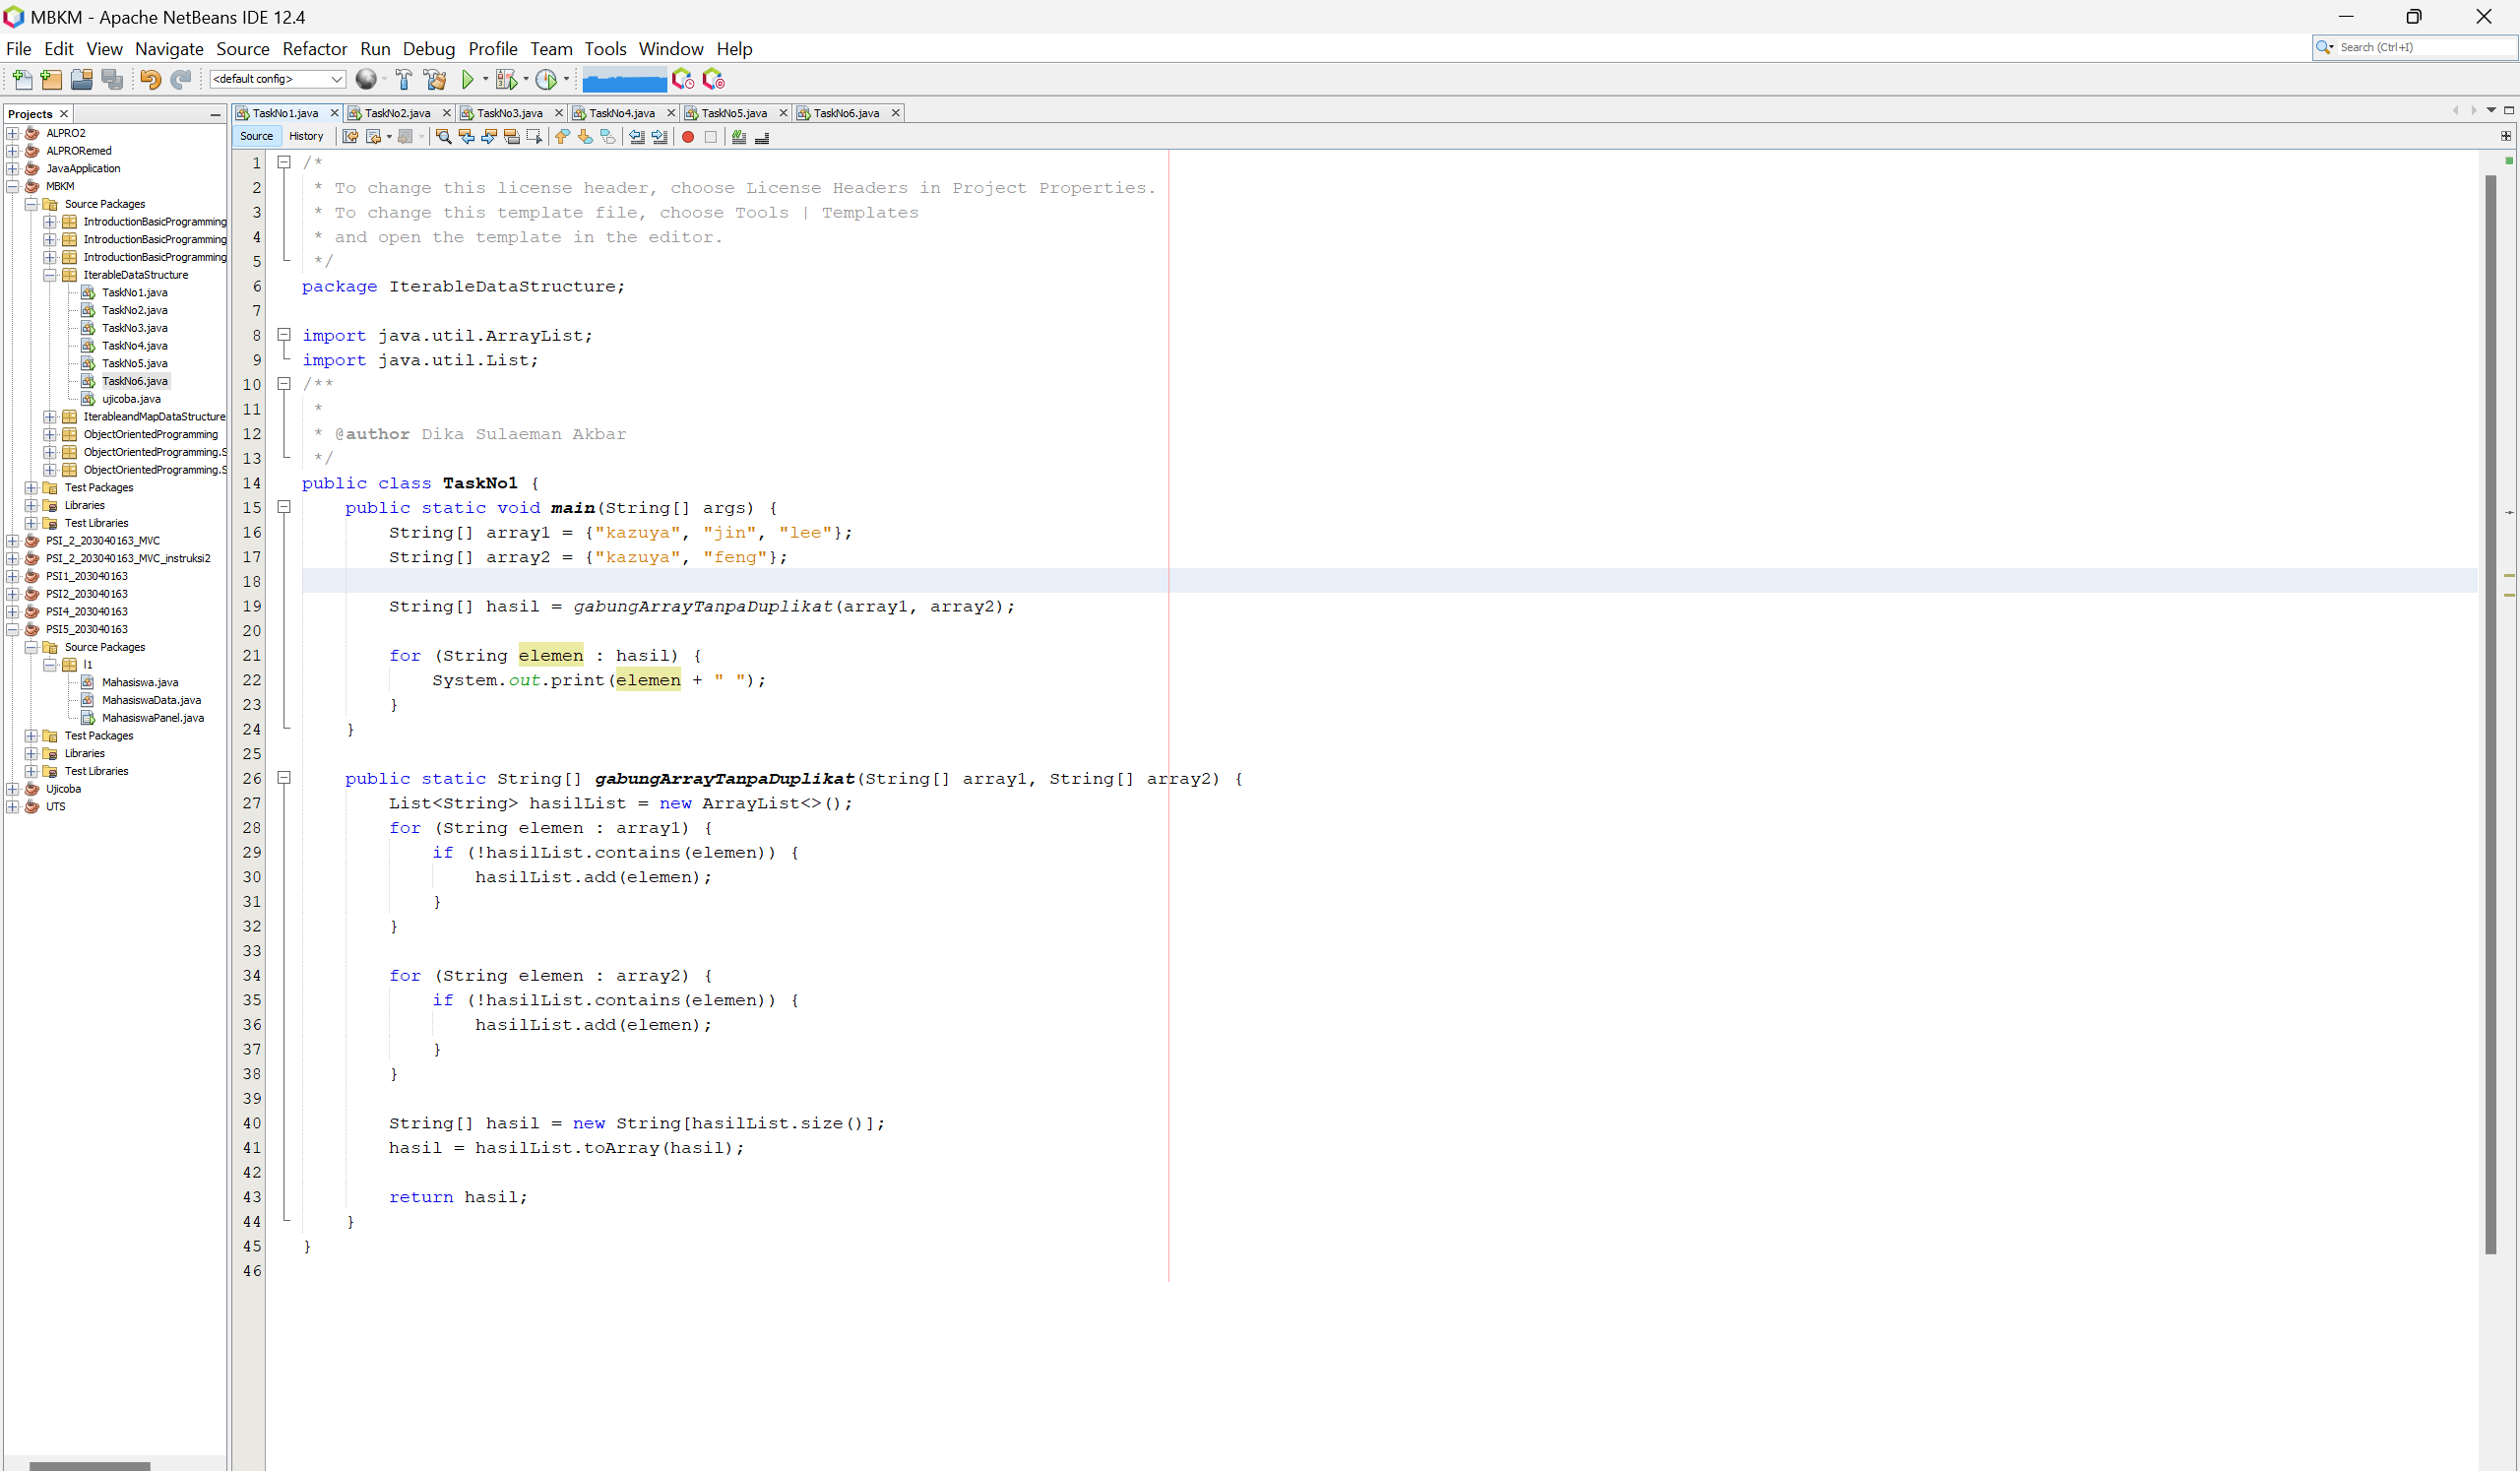 MBKM - Apache NetBeans IDE 12.4
File Edit View Navigate Source Refactor Run Debug Profile Team Tools Window Help
Search (Ctrl+I)
<default config>
Projects
TaskNo1.java TaskNo2.java TaskNo3.java TaskNo4.java TaskNo5.java TaskNo6.java
Source History
ALPRO2
ALPRORemed
JavaApplication
MBKM
Source Packages
IntroductionBasicProgramming
IntroductionBasicProgramming
IntroductionBasicProgramming
IterableDataStructure
TaskNo1.java
TaskNo2.java
TaskNo3.java
TaskNo4.java
TaskNo5.java
TaskNo6.java
ujicoba.java
IterableandMapDataStructure
ObjectOrientedProgramming
ObjectOrientedProgramming.S
ObjectOrientedProgramming.S
Test Packages
Libraries
Test Libraries
PSI_2_203040163_MVC
PSI_2_203040163_MVC_instruksi2
PSI1_203040163
PSI2_203040163
PSI4_203040163
PSI5_203040163
Source Packages
l1
Mahasiswa.java
MahasiswaData.java
MahasiswaPanel.java
Test Packages
Libraries
Test Libraries
Ujicoba
UTS
1 /*
2 * To change this license header, choose License Headers in Project Properties.
3 * To change this template file, choose Tools | Templates
4 * and open the template in the editor.
5 */
6 package IterableDataStructure;
7
8 import java.util.ArrayList;
9 import java.util.List;
10 /**
11 *
12 * @author Dika Sulaeman Akbar
13 */
14 public class TaskNo1 {
15 public static void main(String[] args) {
16 String[] array1 = {"kazuya", "jin", "lee"};
17 String[] array2 = {"kazuya", "feng"};
18
19 String[] hasil = gabungArrayTanpaDuplikat(array1, array2);
20
21 for (String elemen : hasil) {
22 System.out.print(elemen + " ");
23 }
24 }
25
26 public static String[] gabungArrayTanpaDuplikat(String[] array1, String[] array2) {
27 List<String> hasilList = new ArrayList<>();
28 for (String elemen : array1) {
29 if (!hasilList.contains(elemen)) {
30 hasilList.add(elemen);
31 }
32 }
33
34 for (String elemen : array2) {
35 if (!hasilList.contains(elemen)) {
36 hasilList.add(elemen);
37 }
38 }
39
40 String[] hasil = new String[hasilList.size()];
41 hasil = hasilList.toArray(hasil);
42
43 return hasil;
44 }
45 }
46